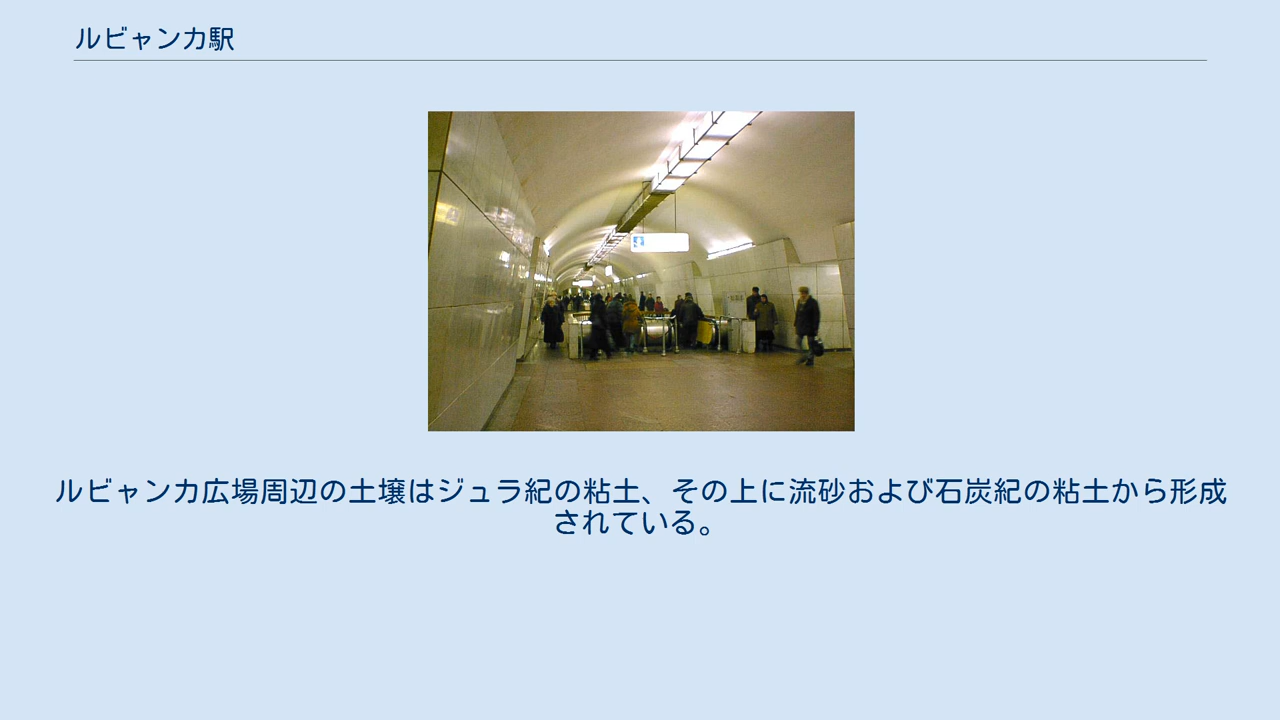 ルビャンカ駅
ルビャンカ広場周辺の土壌はジュラ紀の粘土、その上に流砂および石炭紀の粘土から形成
されている。